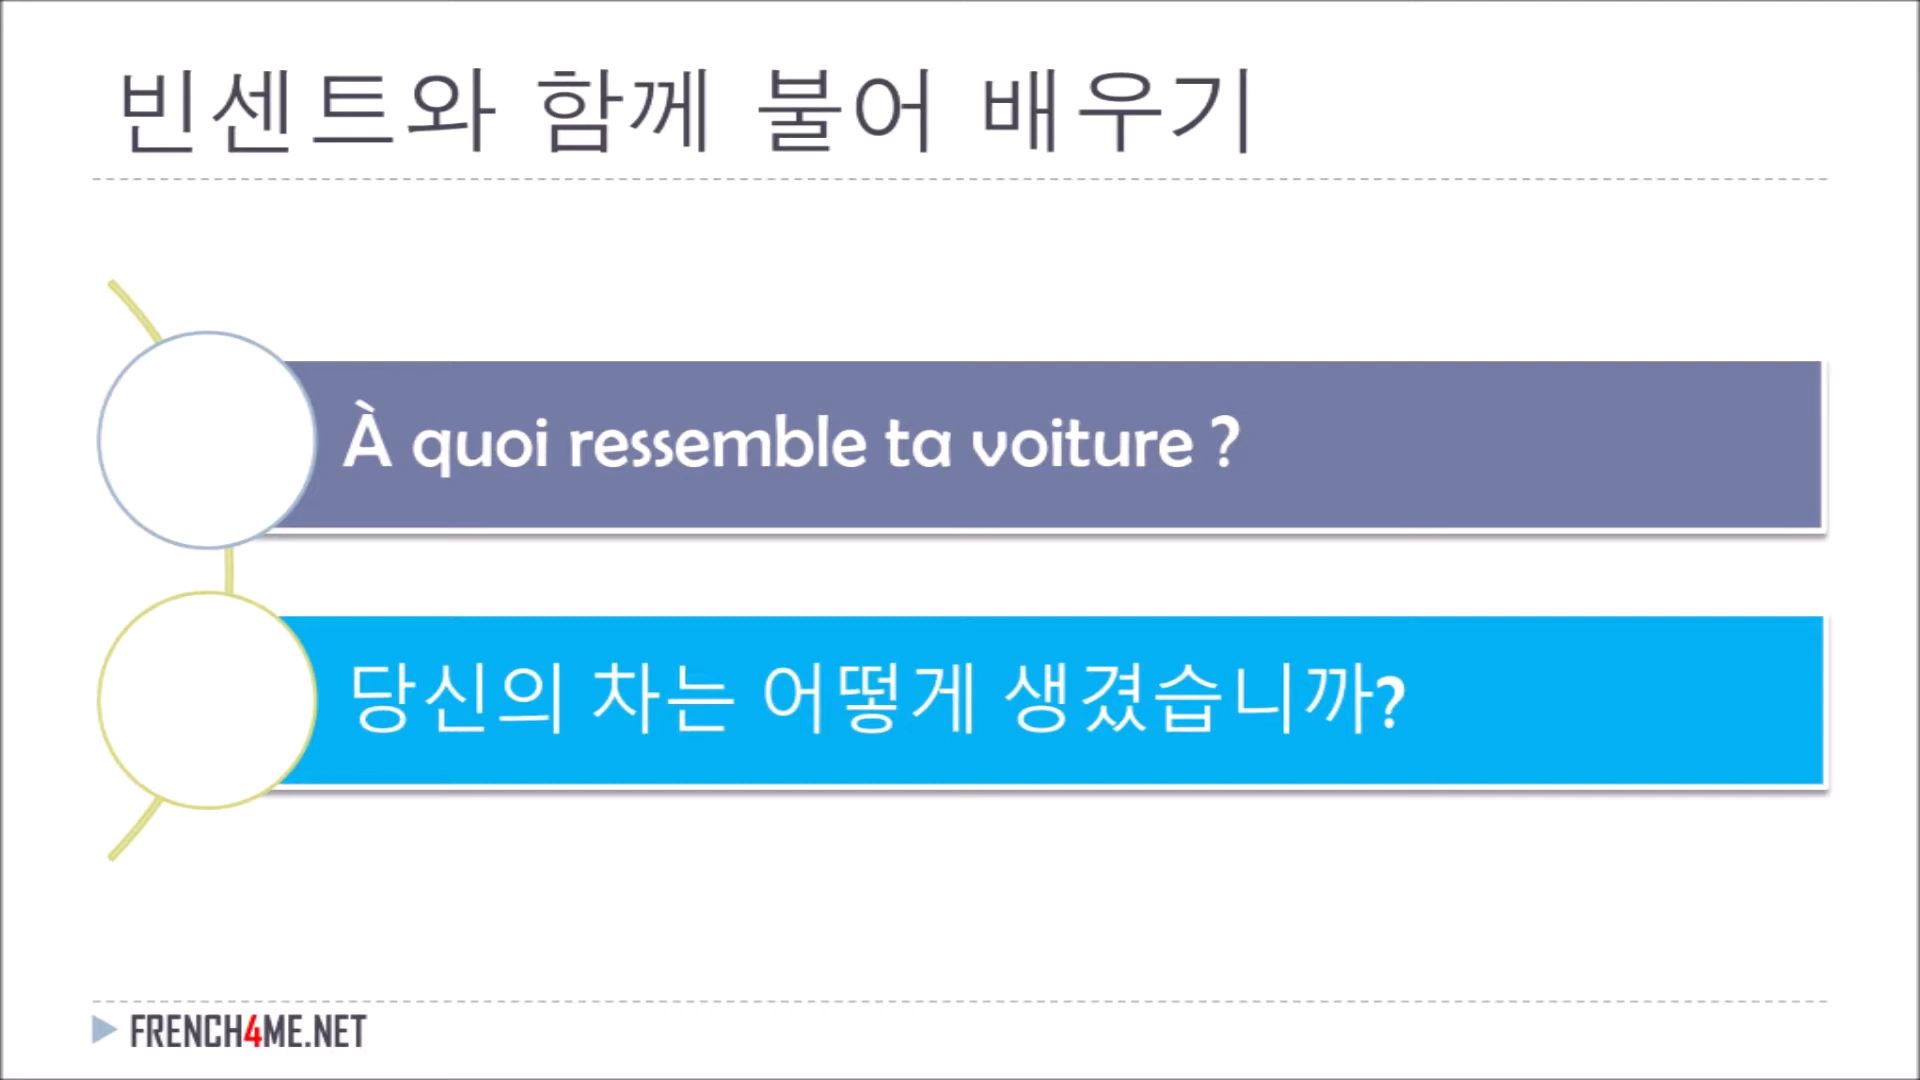 빈센트와 함께 불어 배우기
À quoi ressemble ta voiture ?
당신의 차는 어떻게 생겼습니까?
FRENCH4ME.NET